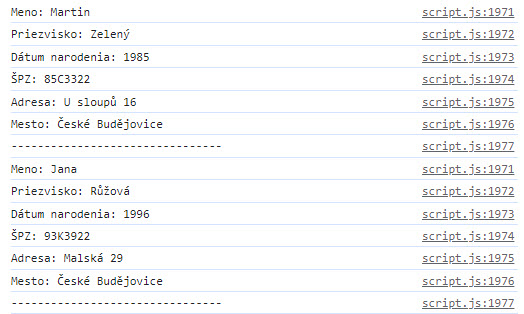 Meno: Martin script.js:1971
Priezvisko: Zelený script.js:1972
Dátum narodenia: 1985 script.js:1973
ŠPZ: 85C3322 script.js:1974
Adresa: U sloupů 16 script.js:1975
Mesto: České Budějovice script.js:1976
-------------------------------- script.js:1977
Meno: Jana script.js:1971
Priezvisko: Růžová script.js:1972
Dátum narodenia: 1996 script.js:1973
ŠPZ: 93K3922 script.js:1974
Adresa: Malská 29 script.js:1975
Mesto: České Budějovice script.js:1976
-------------------------------- script.js:1977